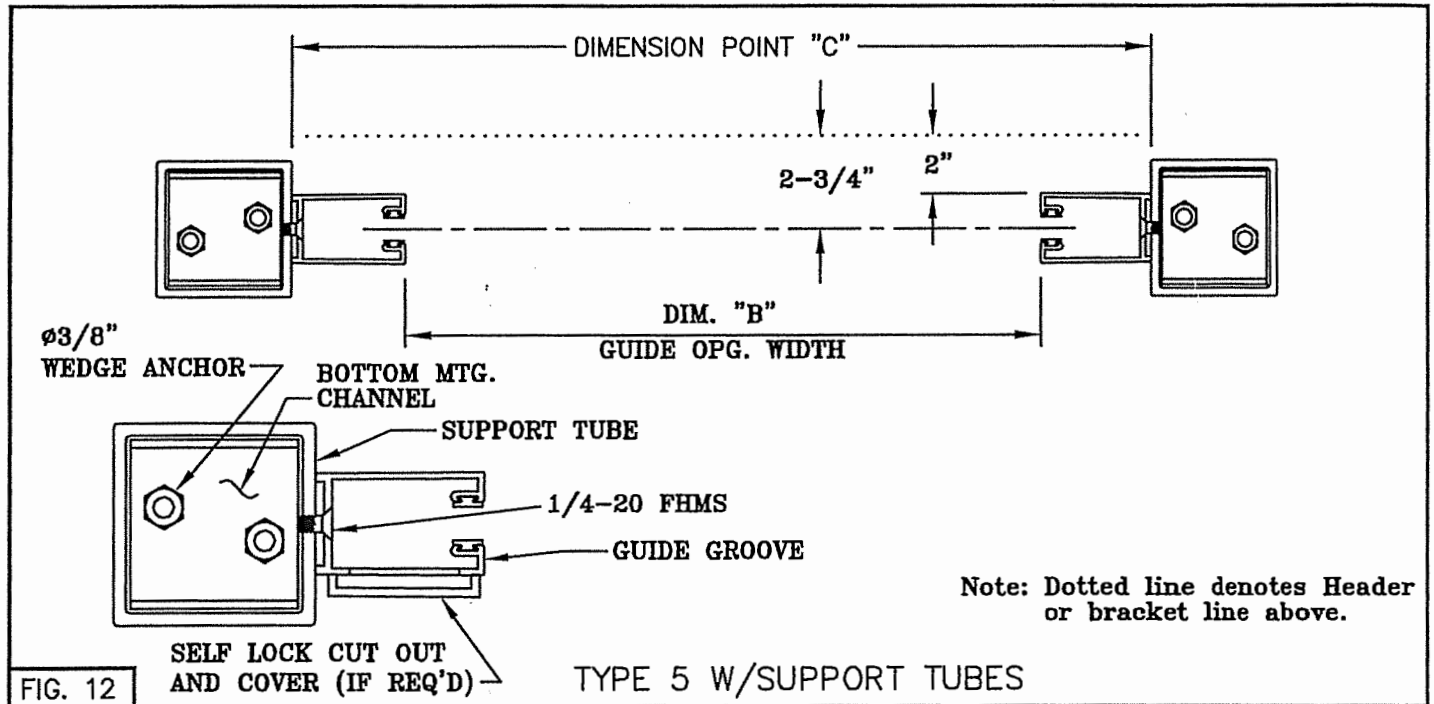 DIMENSION POINT "C"
2-3/4"
2"
DIM. "B"
GUIDE OPG. WIDTH
ø3/8"
WEDGE ANCHOR
BOTTOM MTG.
CHANNEL
SUPPORT TUBE
1/4-20 FHMS
GUIDE GROOVE
Note: Dotted line denotes Header
or bracket line above.
SELF LOCK CUT OUT
AND COVER (IF REQ'D)
TYPE 5 W/SUPPORT TUBES
FIG. 12